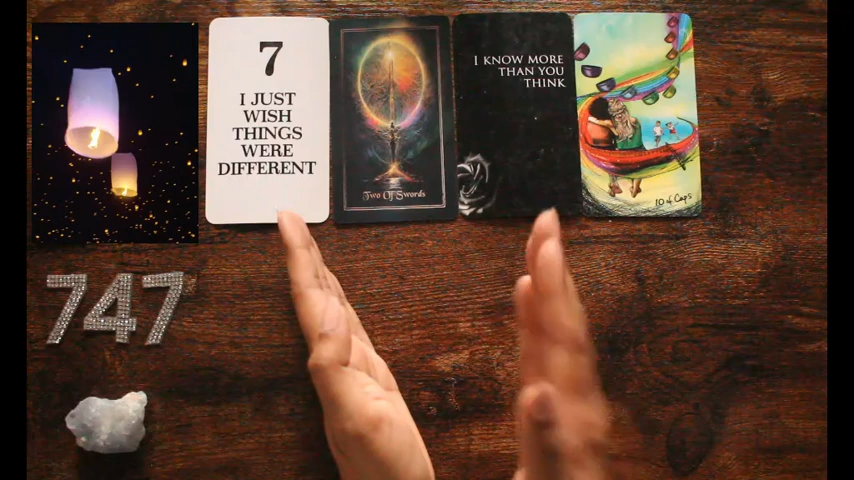 7
I JUST
WISH
THINGS
WERE
DIFFERENT
Two Of Swords
I KNOW MORE
THAN YOU
THINK
10 of Cups
747